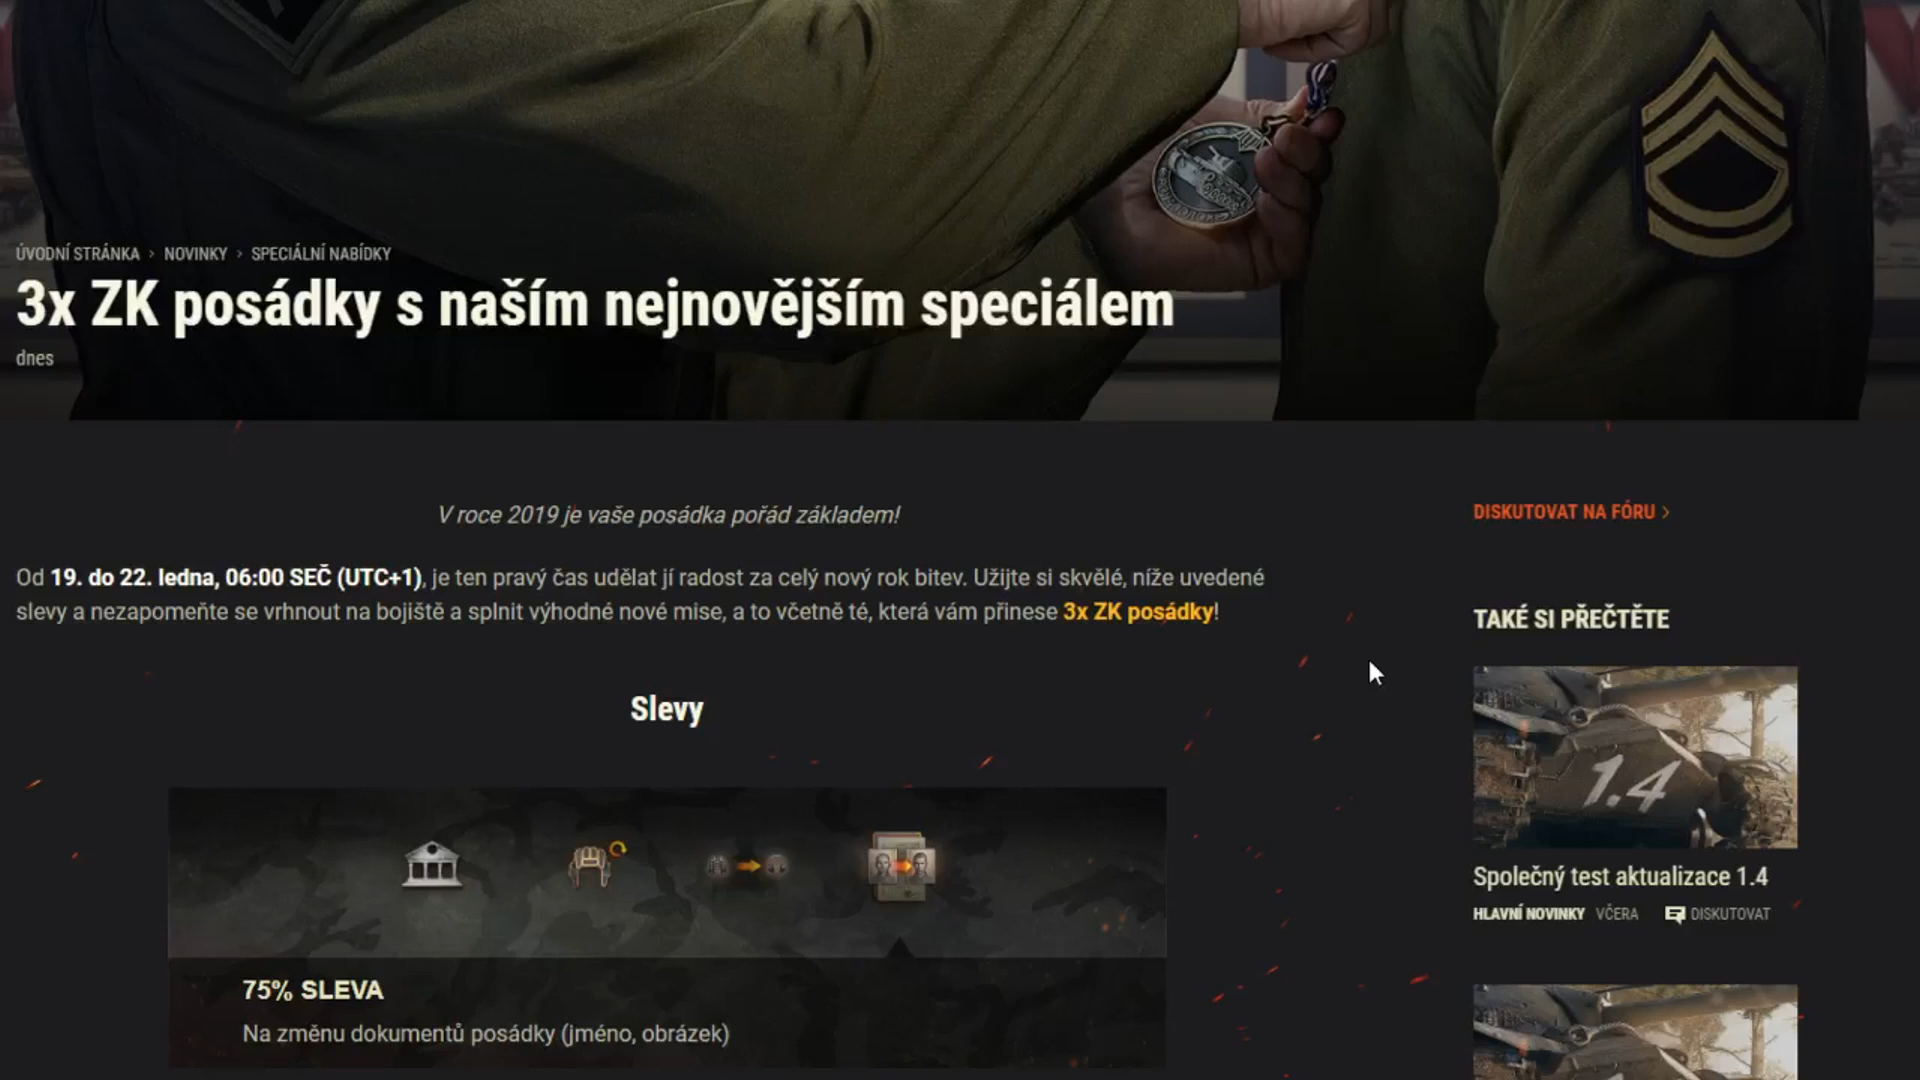 ÚVODNÍ STRÁNKA > NOVINKY > SPECIÁLNÍ NABÍDKY
3x ZK posádky s naším nejnovějším speciálem
dnes
V roce 2019 je vaše posádka pořád základem!
Od 19. do 22. ledna, 06:00 SEČ (UTC+1), je ten pravý čas udělat jí radost za celý nový rok bitev. Užijte si skvělé, níže uvedené
slevy a nezapomeňte se vrhnout na bojiště a splnit výhodné nové mise, a to včetně té, která vám přinese 3x ZK posádky!
Slevy
75% SLEVA
Na změnu dokumentů posádky (jméno, obrázek)
DISKUTOVAT NA FÓRU >
TAKÉ SI PŘEČTĚTE
1.4
Společný test aktualizace 1.4
HLAVNÍ NOVINKY VČERA DISKUTOVAT